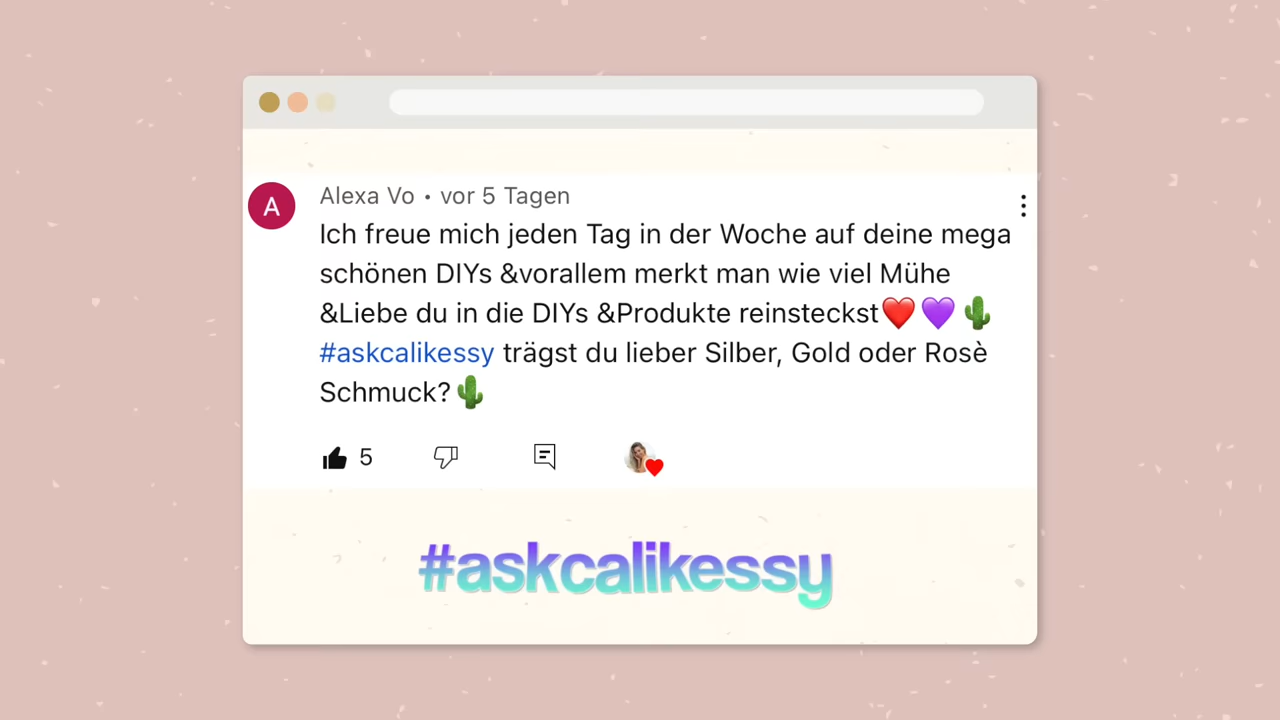 A
Alexa Vo • vor 5 Tagen
Ich freue mich jeden Tag in der Woche auf deine mega
schönen DIYs &vorallem merkt man wie viel Mühe
&Liebe du in die DIYs &Produkte reinsteckst❤️💜🌵
#askcalikessy trägst du lieber Silber, Gold oder Rosè
Schmuck?🌵
5
#askcalikessy